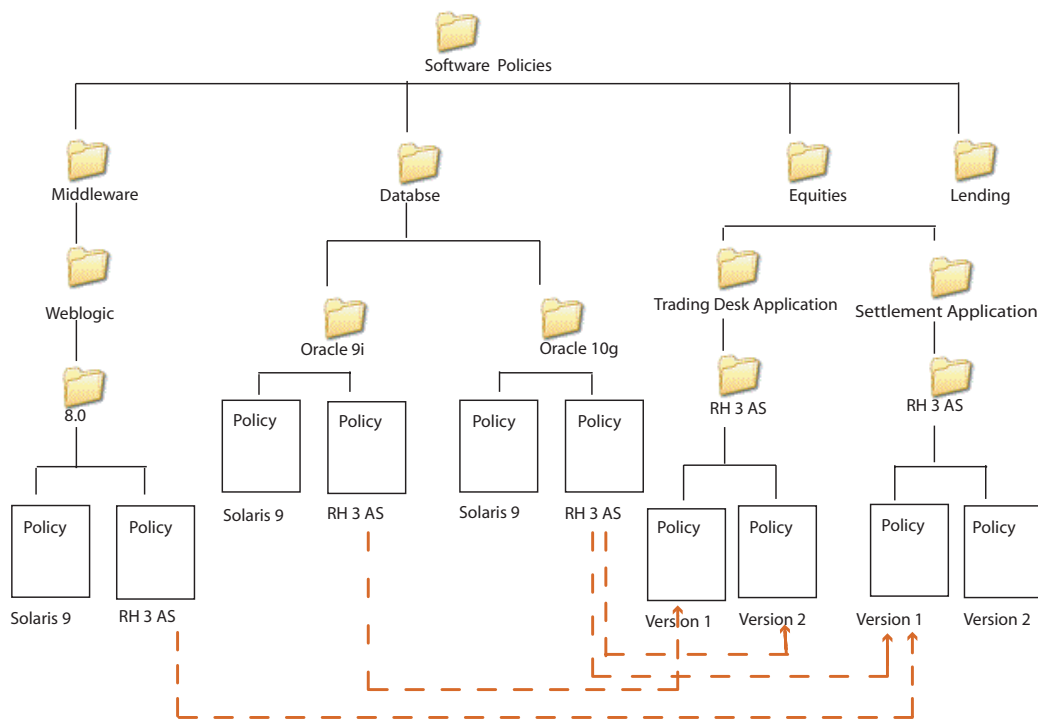 Software Policies
Middleware
Databse
Equities
Lending
Weblogic
Oracle 9i
Oracle 10g
Trading Desk Application
Settlement Application
8.0
RH 3 AS
RH 3 AS
Policy
Policy
Policy
Policy
Solaris 9
RH 3 AS
Solaris 9
RH 3 AS
Policy
Policy
Policy
Policy
Policy
Policy
Solaris 9
RH 3 AS
Version 1
Version 2
Version 1
Version 2